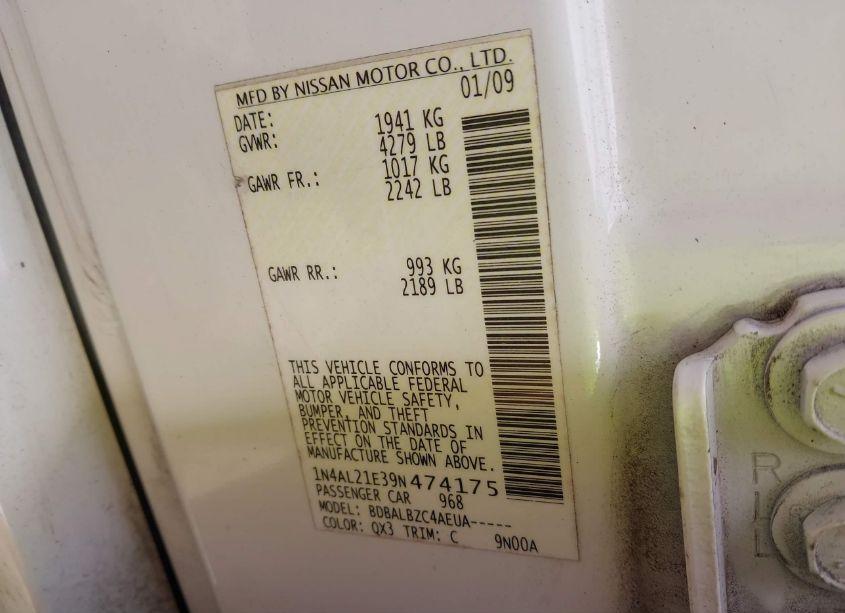 MFD BY NISSAN MOTOR CO., LTD.
DATE: 01/09
GVWR: 1941 KG
4279 LB
GAWR FR.: 1017 KG
2242 LB
GAWR RR.: 993 KG
2189 LB
THIS VEHICLE CONFORMS TO
ALL APPLICABLE FEDERAL
MOTOR VEHICLE SAFETY,
BUMPER, AND THEFT
PREVENTION STANDARDS IN
EFFECT ON THE DATE OF
MANUFACTURE SHOWN ABOVE.
1N4AL21E39N474175
PASSENGER CAR 968
MODEL: BDBALBZC4AEUA-----
COLOR: QX3 TRIM: C 9N00A
R
L